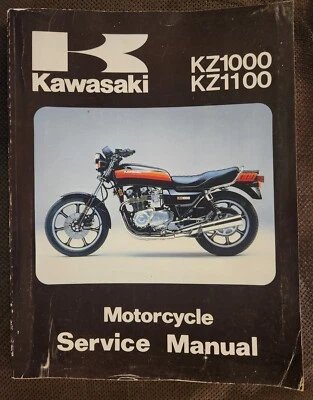 Kawasaki
KZ1000
KZ1100
Motorcycle
Service Manual